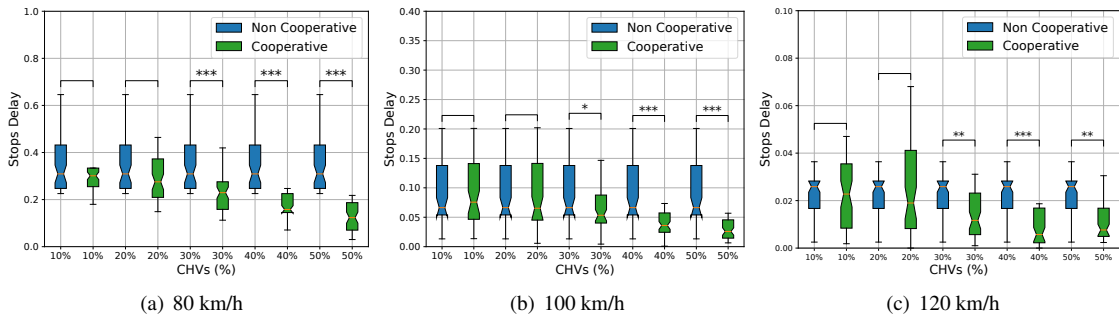 1.0
0.8
0.6
0.4
0.2
0.0
Stops Delay
Non Cooperative
Cooperative
*** *** ***
10% 10% 20% 20% 30% 30% 40% 40% 50% 50%
CHVs (%)
(a) 80 km/h
0.40
0.35
0.30
0.25
0.20
0.15
0.10
0.05
0.00
Stops Delay
Non Cooperative
Cooperative
* *** ***
10% 10% 20% 20% 30% 30% 40% 40% 50% 50%
CHVs (%)
(b) 100 km/h
0.10
0.08
0.06
0.04
0.02
0.00
Stops Delay
Non Cooperative
Cooperative
** *** **
10% 10% 20% 20% 30% 30% 40% 40% 50% 50%
CHVs (%)
(c) 120 km/h